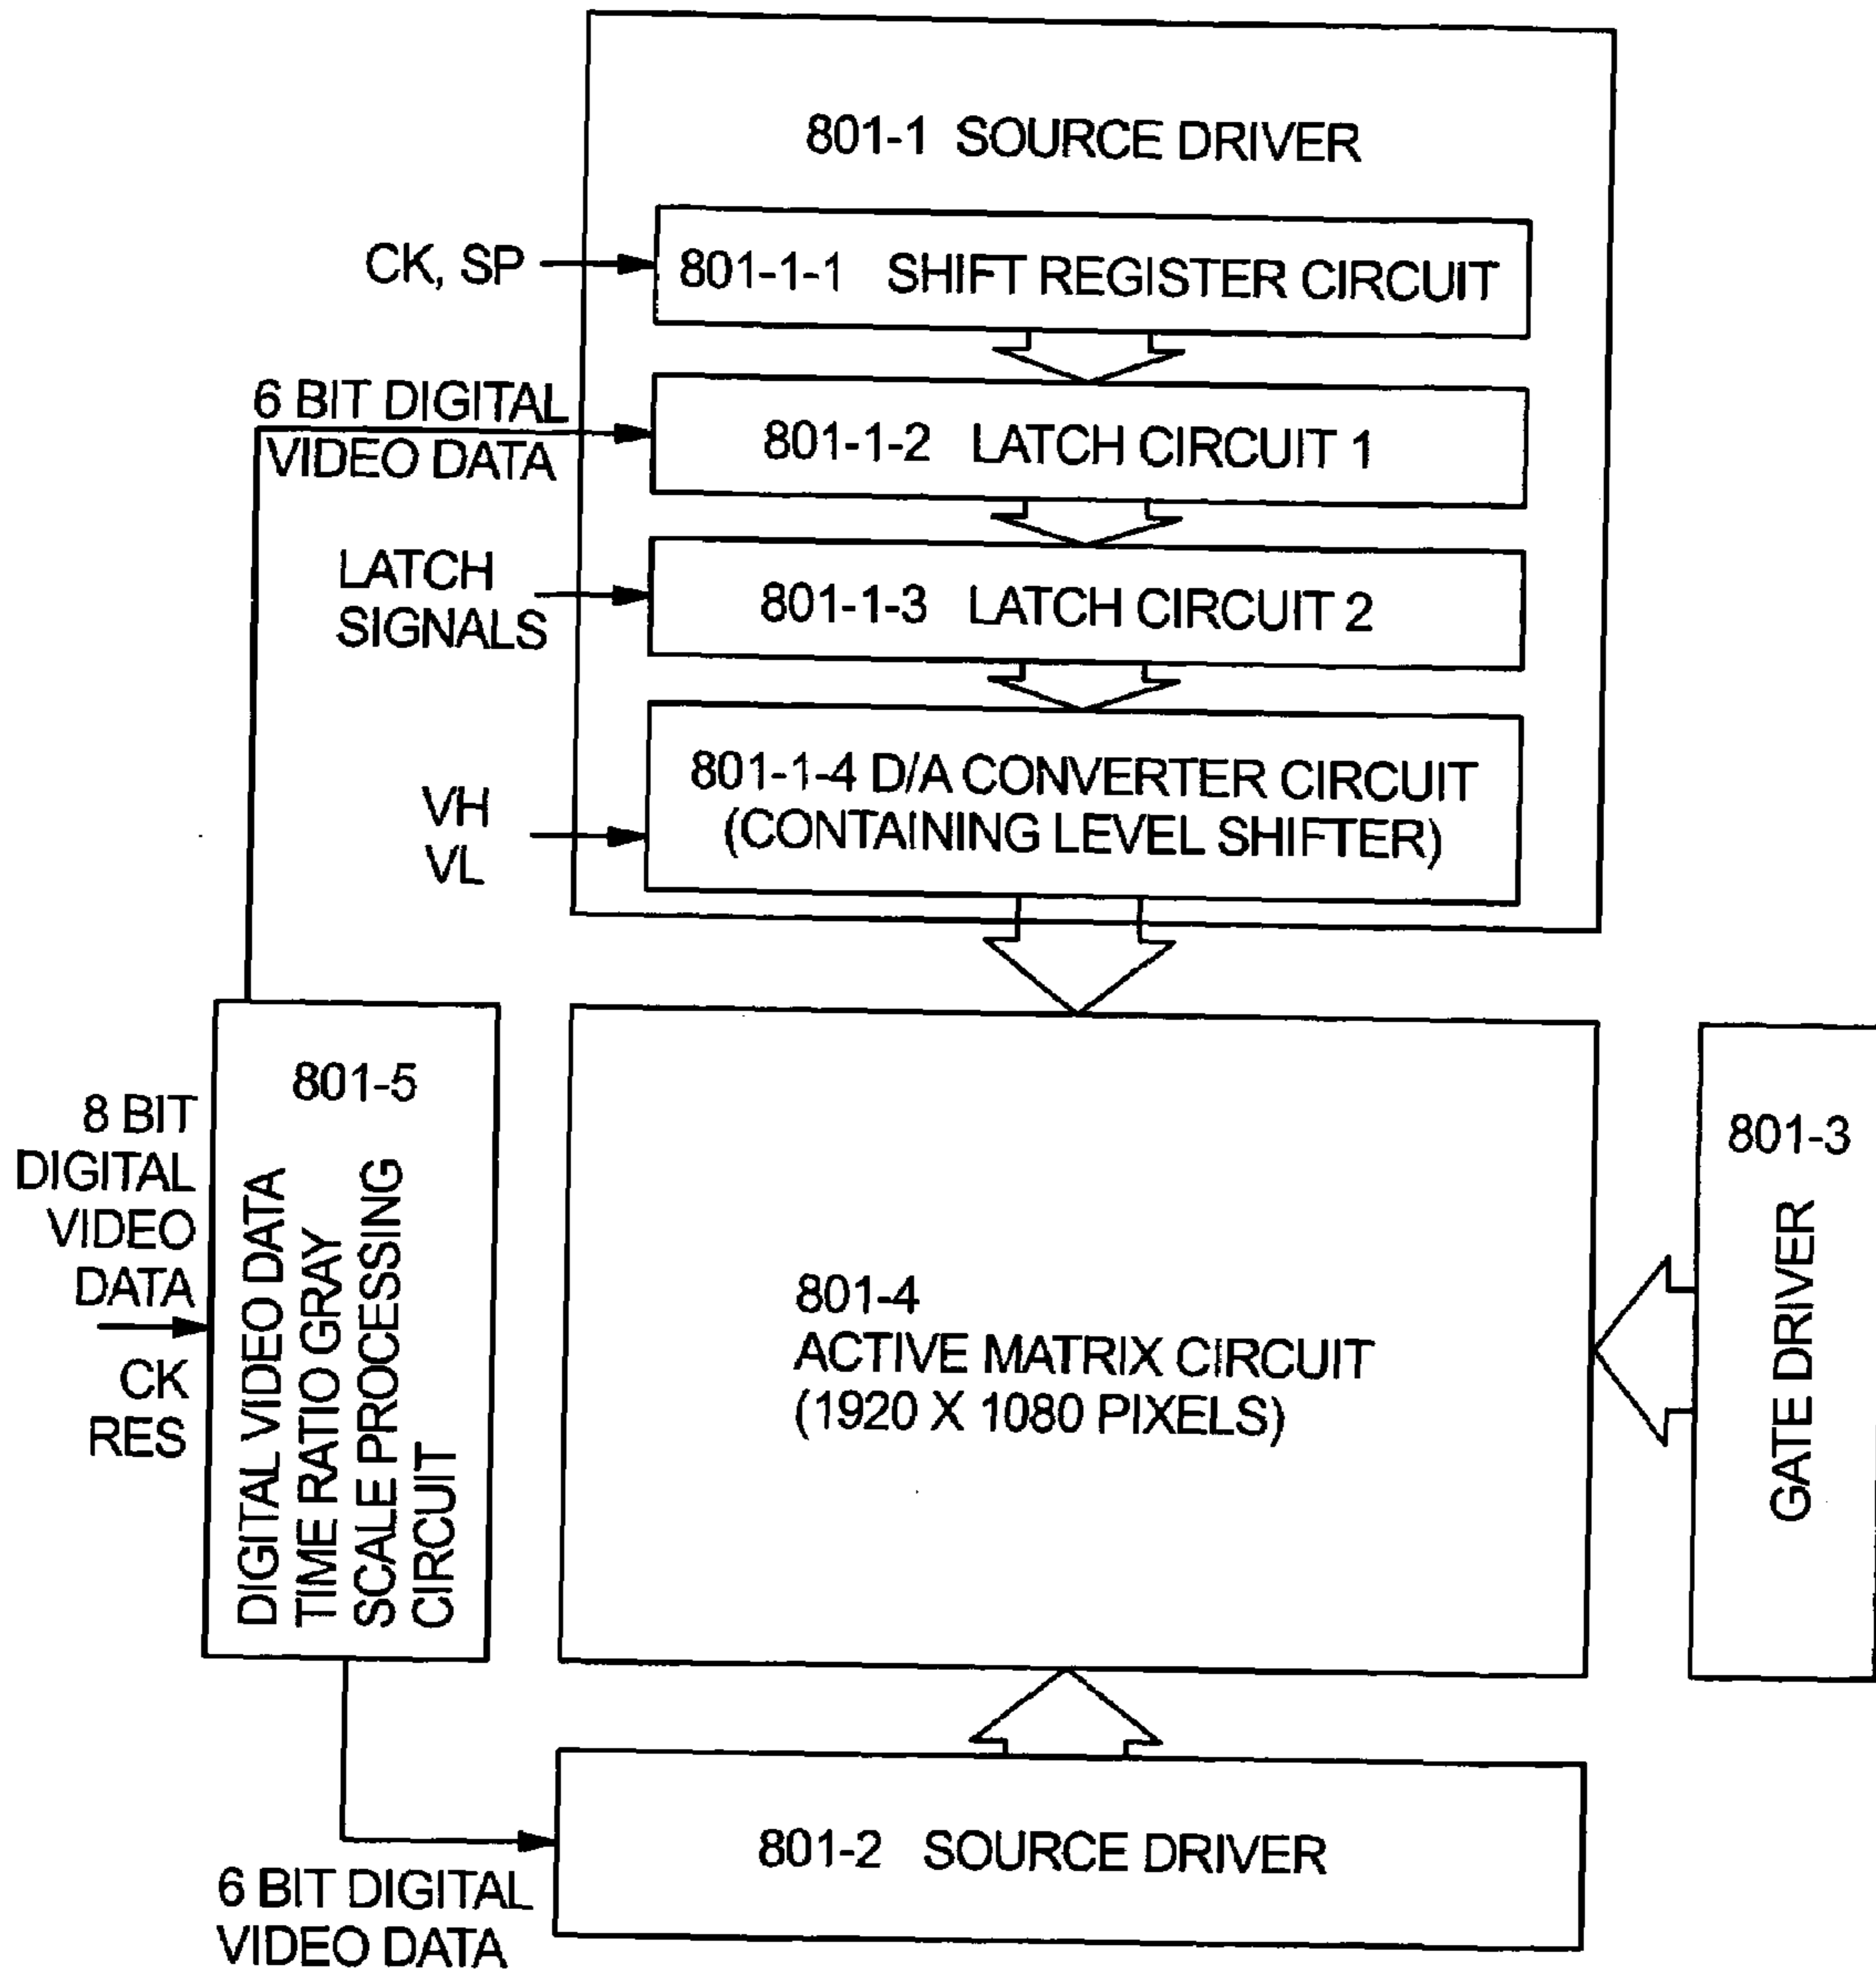 801-1 SOURCE DRIVER
CK, SP
801-1-1 SHIFT REGISTER CIRCUIT
6 BIT DIGITAL
VIDEO DATA
801-1-2 LATCH CIRCUIT 1
LATCH
SIGNALS
801-1-3 LATCH CIRCUIT 2
VH
VL
801-1-4 D/A CONVERTER CIRCUIT
(CONTAINING LEVEL SHIFTER)
8 BIT
DIGITAL
VIDEO
DATA
CK
RES
801-5
DIGITAL VIDEO DATA
TIME RATIO GRAY
SCALE PROCESSING
CIRCUIT
801-4
ACTIVE MATRIX CIRCUIT
(1920 X 1080 PIXELS)
801-3
GATE DRIVER
6 BIT DIGITAL
VIDEO DATA
801-2 SOURCE DRIVER